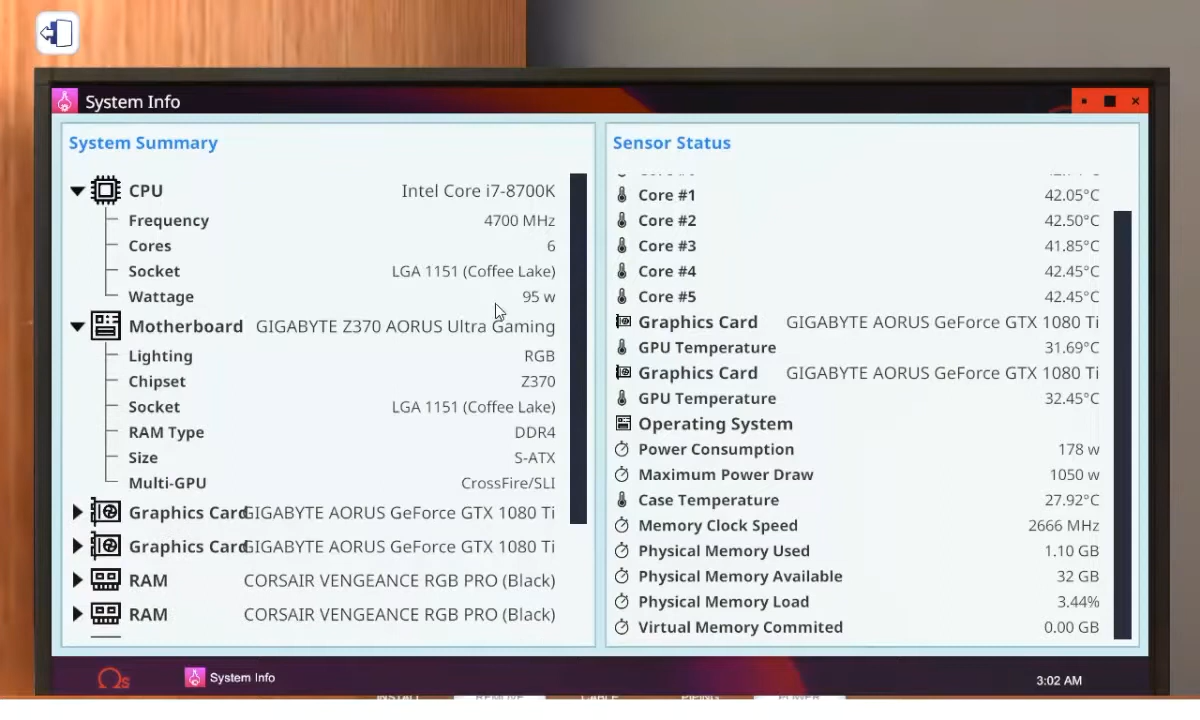 System Info
System Summary
CPU Intel Core i7-8700K
Frequency 4700 MHz
Cores 6
Socket LGA 1151 (Coffee Lake)
Wattage 95 w
Motherboard GIGABYTE Z370 AORUS Ultra Gaming
Lighting RGB
Chipset Z370
Socket LGA 1151 (Coffee Lake)
RAM Type DDR4
Size S-ATX
Multi-GPU CrossFire/SLI
Graphics Card GIGABYTE AORUS GeForce GTX 1080 Ti
Graphics Card GIGABYTE AORUS GeForce GTX 1080 Ti
RAM CORSAIR VENGEANCE RGB PRO (Black)
RAM CORSAIR VENGEANCE RGB PRO (Black)
Sensor Status
Core #1 42.05°C
Core #2 42.50°C
Core #3 41.85°C
Core #4 42.45°C
Core #5 42.45°C
Graphics Card GIGABYTE AORUS GeForce GTX 1080 Ti
GPU Temperature 31.69°C
Graphics Card GIGABYTE AORUS GeForce GTX 1080 Ti
GPU Temperature 32.45°C
Operating System
Power Consumption 178 w
Maximum Power Draw 1050 w
Case Temperature 27.92°C
Memory Clock Speed 2666 MHz
Physical Memory Used 1.10 GB
Physical Memory Available 32 GB
Physical Memory Load 3.44%
Virtual Memory Commited 0.00 GB
System Info
3:02 AM